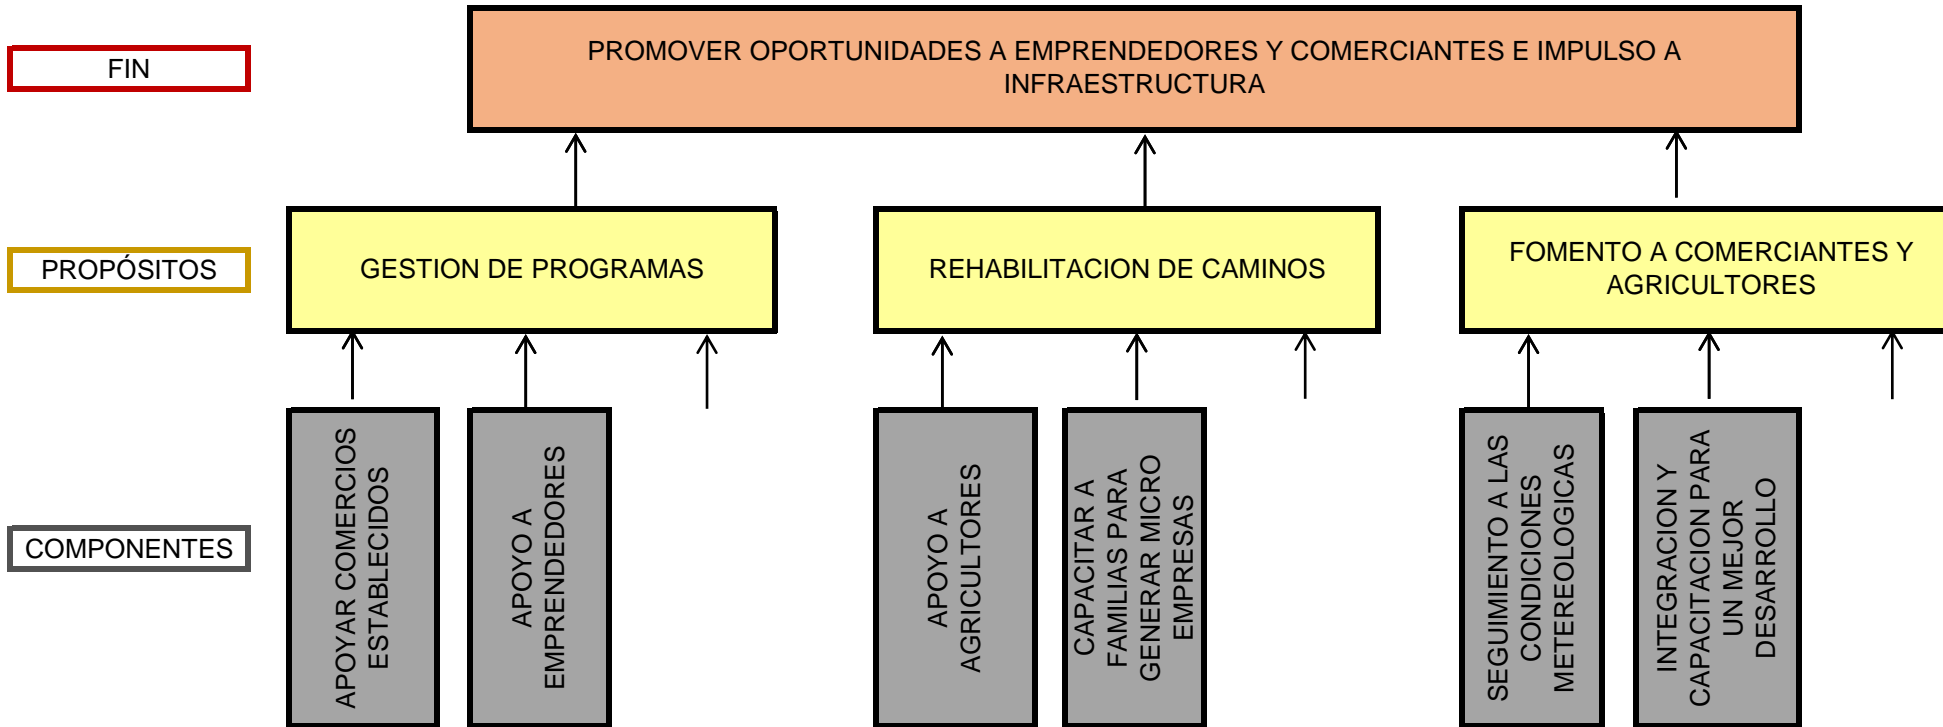 FIN
PROMOVER OPORTUNIDADES A EMPRENDEDORES Y COMERCIANTES E IMPULSO A
INFRAESTRUCTURA
PROPÓSITOS
GESTION DE PROGRAMAS
REHABILITACION DE CAMINOS
FOMENTO A COMERCIANTES Y
AGRICULTORES
COMPONENTES
APOYAR COMERCIOS
ESTABLECIDOS
APOYO A
EMPRENDEDORES
APOYO A
AGRICULTORES
CAPACITAR A
FAMILIAS PARA
GENERAR MICRO
EMPRESAS
SEGUIMIENTO A LAS
CONDICIONES
METEREOLOGICAS
INTEGRACION Y
CAPACITACION PARA
UN MEJOR
DESARROLLO